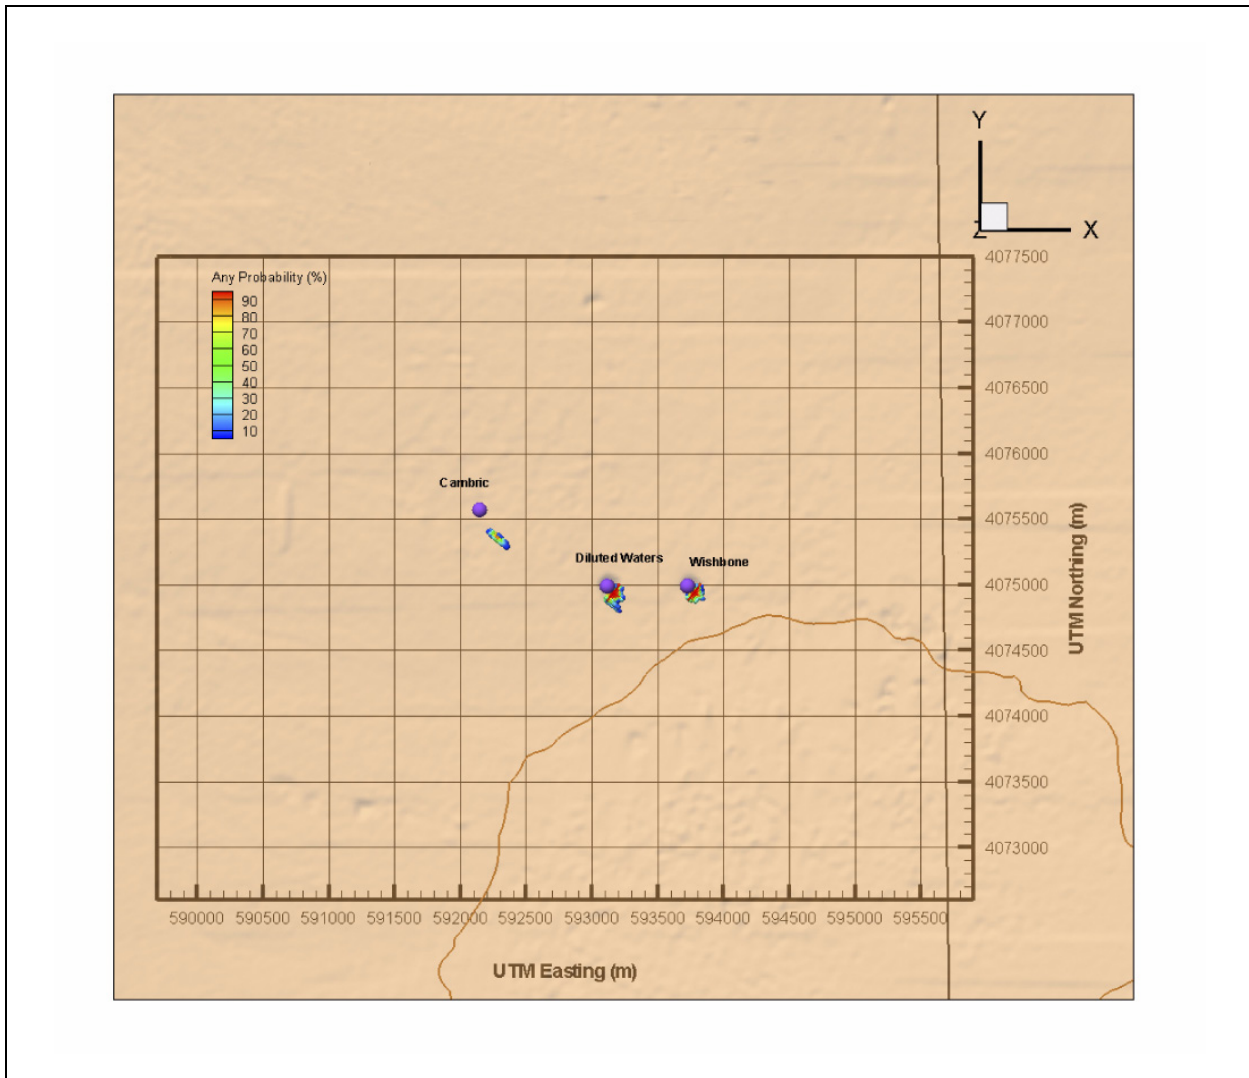 Y
Z
X
4077500
Any Probability (%)
90
80
70
60
50
40
30
20
10
4077000
4076500
4076000
Cambric
4075500
Diluted Waters
Wishbone
4075000
4074500
4074000
4073500
4073000
UTM Northing (m)
590000 590500 591000 591500 592000 592500 593000 593500 594000 594500 595000 595500
UTM Easting (m)